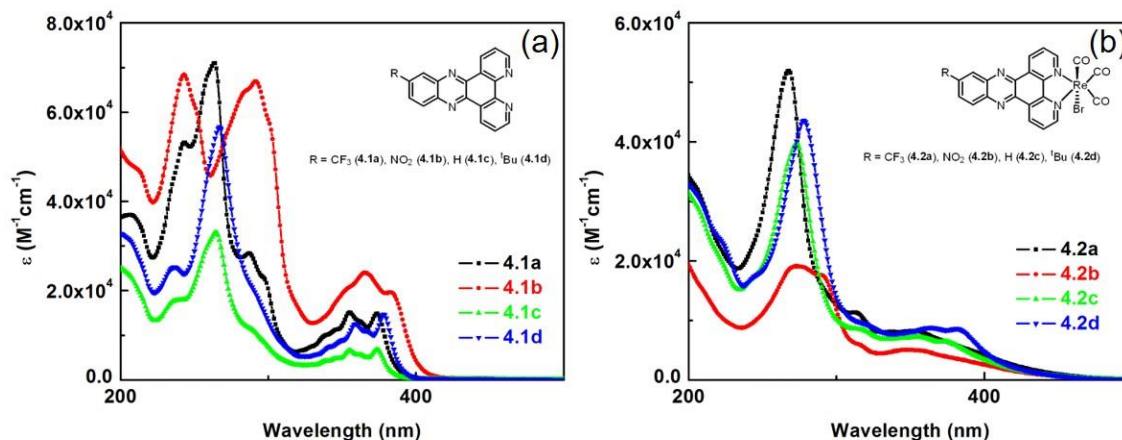 (a)
8.0x10⁴
6.0x10⁴
4.0x10⁴
2.0x10⁴
0.0
ε (M⁻¹cm⁻¹)
R
N
N
N
N
R = CF₃ (4.1a), NO₂ (4.1b), H (4.1c), ᵗBu (4.1d)
4.1a
4.1b
4.1c
4.1d
200
400
Wavelength (nm)
(b)
6.0x10⁴
4.0x10⁴
2.0x10⁴
0.0
ε (M⁻¹cm⁻¹)
R
N
N
N
N
CO
Re
CO
CO
Br
R = CF₃ (4.2a), NO₂ (4.2b), H (4.2c), ᵗBu (4.2d)
4.2a
4.2b
4.2c
4.2d
200
400
Wavelength (nm)